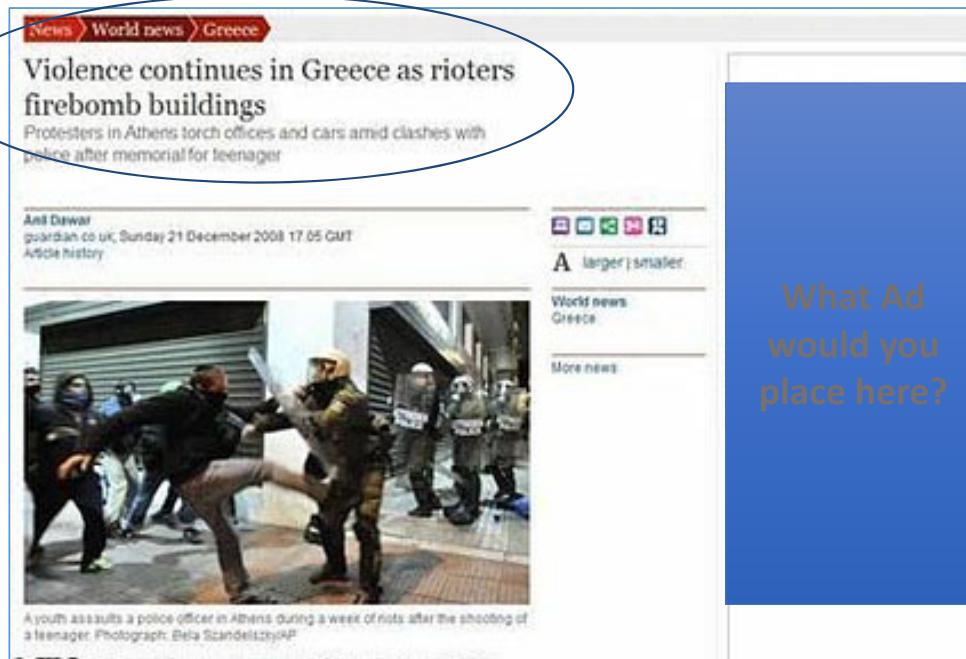 News World news Greece
Violence continues in Greece as rioters
firebomb buildings
Protesters in Athens torch offices and cars amid clashes with
police after memorial for teenager
Anil Dawar
guardian.co.uk, Sunday 21 December 2008 17.05 GMT
Article history
A larger | smaller
World news
Greece
More news
What Ad
would you
place here?
A youth assaults a police officer in Athens during a week of riots after the shooting of
a teenager. Photograph: Bela Szandelszky/AP